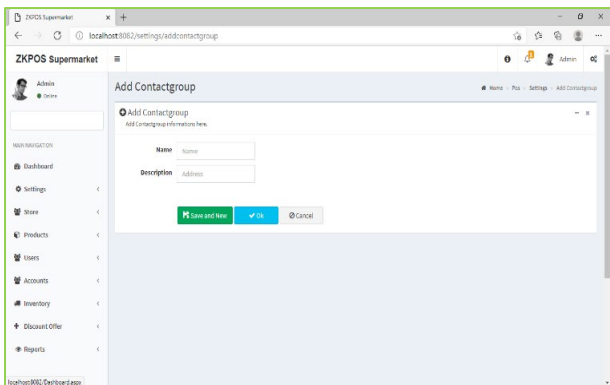 ZKPOS Supermarket
localhost:8082/settings/addcontactgroup
ZKPOS Supermarket
Admin
Admin
Online
Add Contactgroup
Home > Pos > Settings > Add Contactgroup
Add Contactgroup
Add Contactgroup informations here.
MAIN NAVIGATION
Name
Name
Description
Address
Save and New
Ok
Cancel
Dashboard
Settings
Store
Products
Users
Accounts
Inventory
Discount Offer
Reports
localhost:8082/Dashboard.aspx